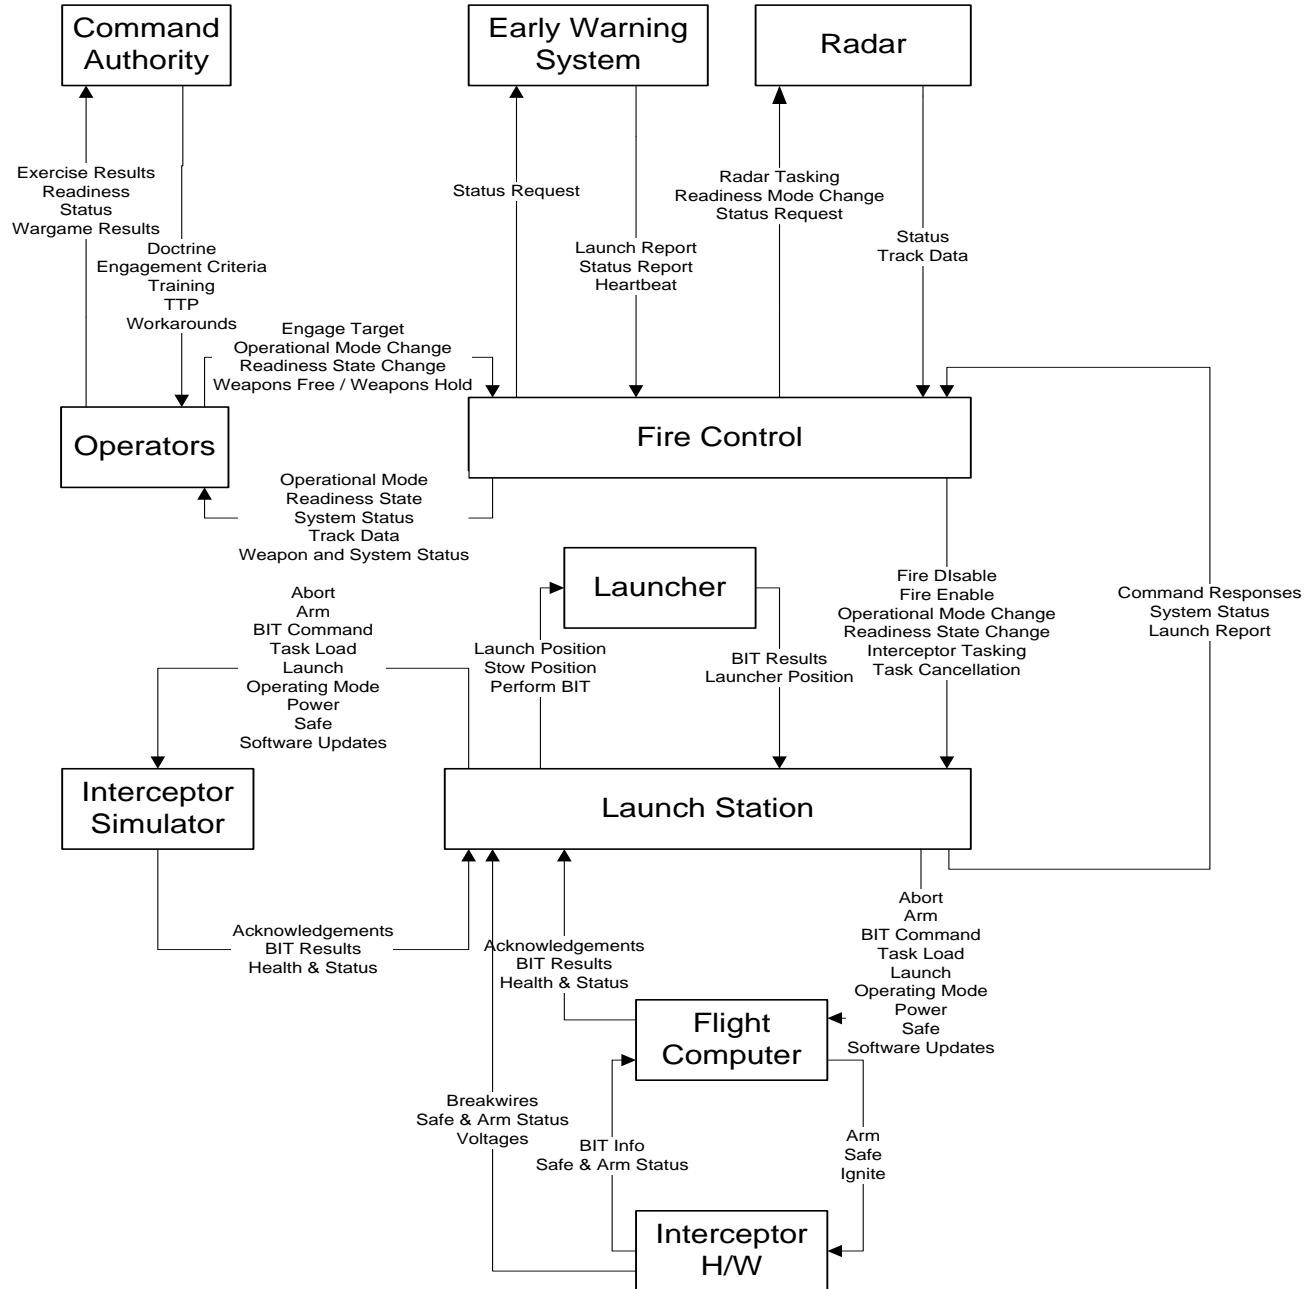 Command
Authority
Early Warning
System
Radar
Exercise Results
Readiness
Status
Wargame Results
Doctrine
Engagement Criteria
Training
TTP
Workarounds
Status Request
Launch Report
Status Report
Heartbeat
Radar Tasking
Readiness Mode Change
Status Request
Status
Track Data
Engage Target
Operational Mode Change
Readiness State Change
Weapons Free / Weapons Hold
Operators
Fire Control
Operational Mode
Readiness State
System Status
Track Data
Weapon and System Status
Launcher
Fire DIsable
Fire Enable
Operational Mode Change
Readiness State Change
Interceptor Tasking
Task Cancellation
Command Responses
System Status
Launch Report
Abort
Arm
BIT Command
Task Load
Launch
Operating Mode
Power
Safe
Software Updates
Launch Position
Stow Position
Perform BIT
BIT Results
Launcher Position
Interceptor
Simulator
Launch Station
Acknowledgements
BIT Results
Health & Status
Acknowledgements
BIT Results
Health & Status
Abort
Arm
BIT Command
Task Load
Launch
Operating Mode
Power
Safe
Software Updates
Flight
Computer
Breakwires
Safe & Arm Status
Voltages
BIT Info
Safe & Arm Status
Arm
Safe
Ignite
Interceptor
H/W